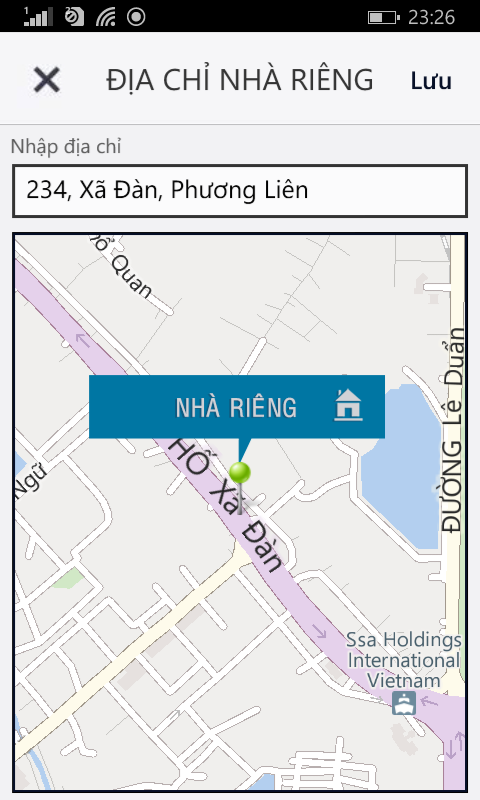 23:26
ĐỊA CHỈ NHÀ RIÊNG
Lưu
Nhập địa chỉ
234, Xã Đàn, Phương Liên
Quan
ĐƯỜNG Lê Duẩn
NHÀ RIÊNG
HỐ Xã Đàn
Ngữ
Ssa Holdings
International
Vietnam